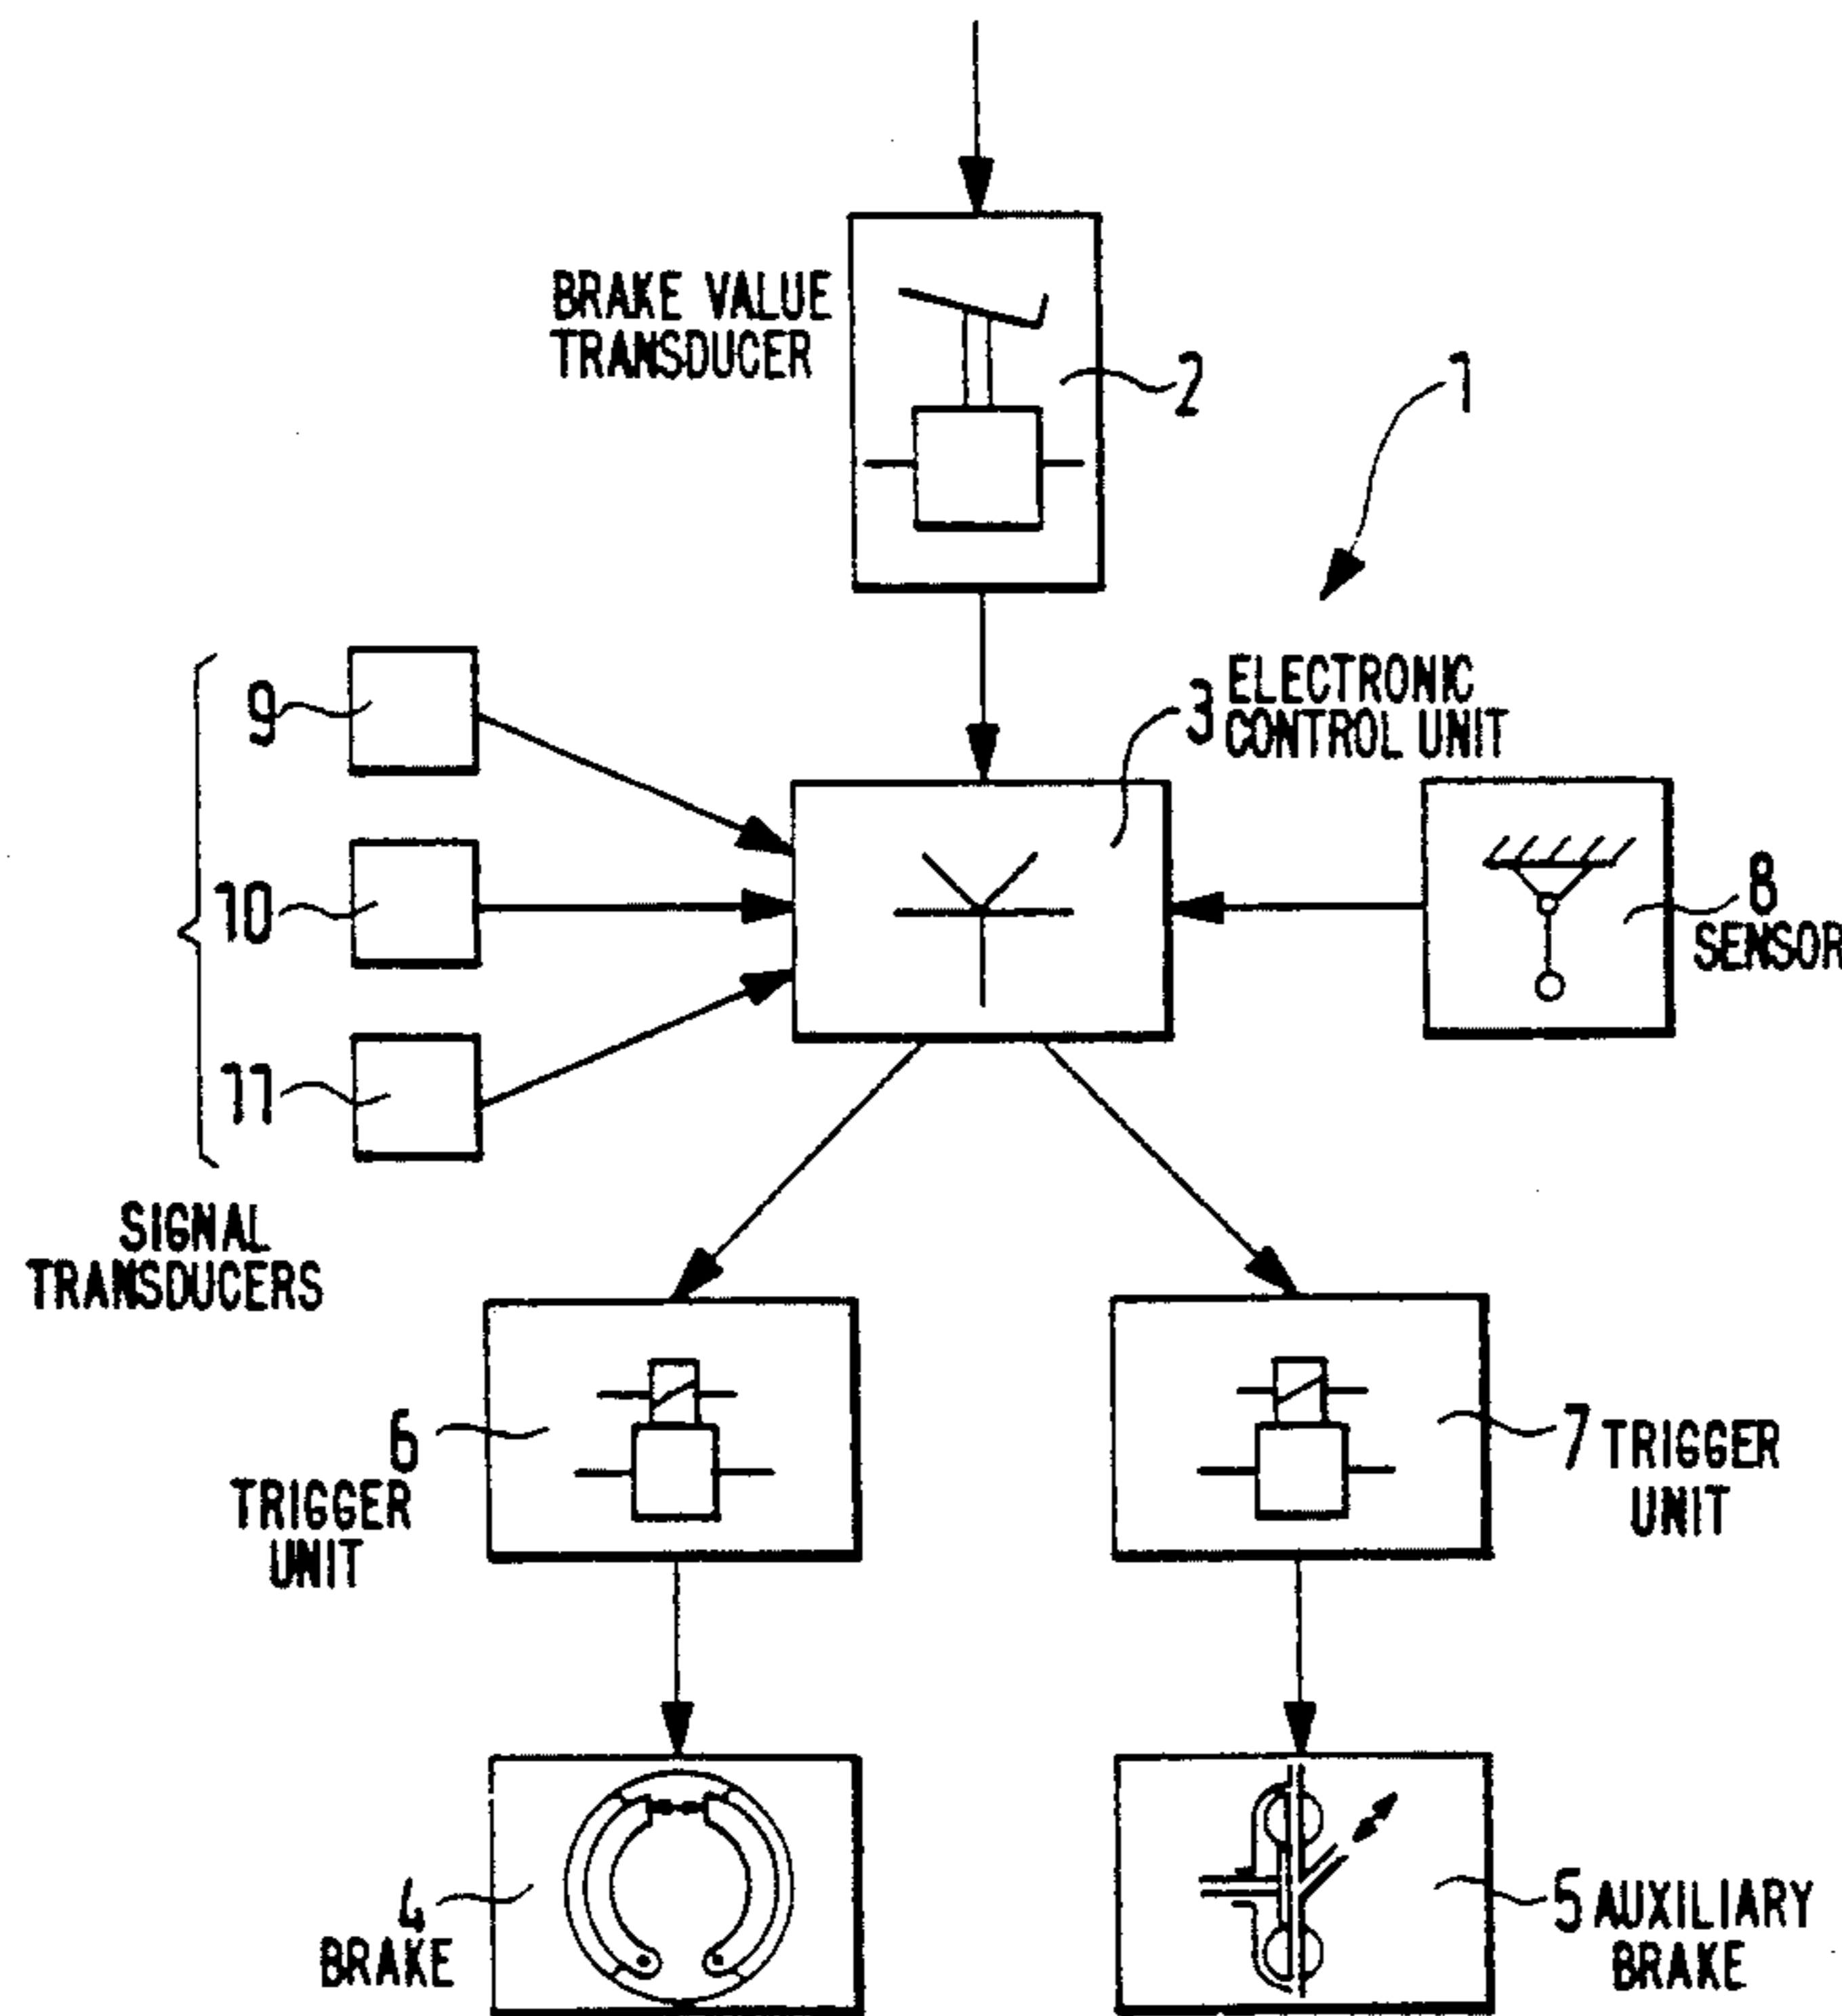 BRAKE VALUE
TRANSDUCER
2
1
9
3 ELECTRONIC
CONTROL UNIT
10
8
SENSOR
11
SIGNAL
TRANSDUCERS
6
TRIGGER
UNIT
7 TRIGGER
UNIT
4
BRAKE
5 AUXILIARY
BRAKE